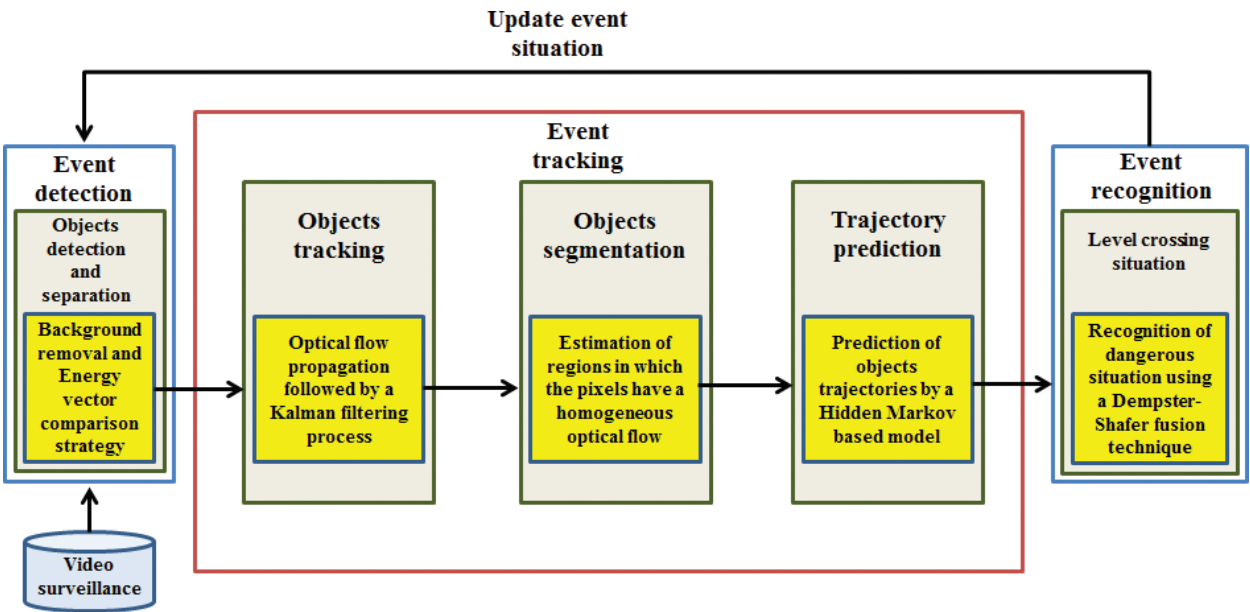 Update event
situation
Event
detection
Objects
detection
and
separation
Background
removal and
Energy
vector
comparison
strategy
Video
surveillance
Event
tracking
Objects
tracking
Optical flow
propagation
followed by a
Kalman filtering
process
Objects
segmentation
Estimation of
regions in which
the pixels have a
homogeneous
optical flow
Trajectory
prediction
Prediction of
objects
trajectories by a
Hidden Markov
based model
Event
recognition
Level crossing
situation
Recognition of
dangerous
situation using
a Dempster-
Shafer fusion
technique